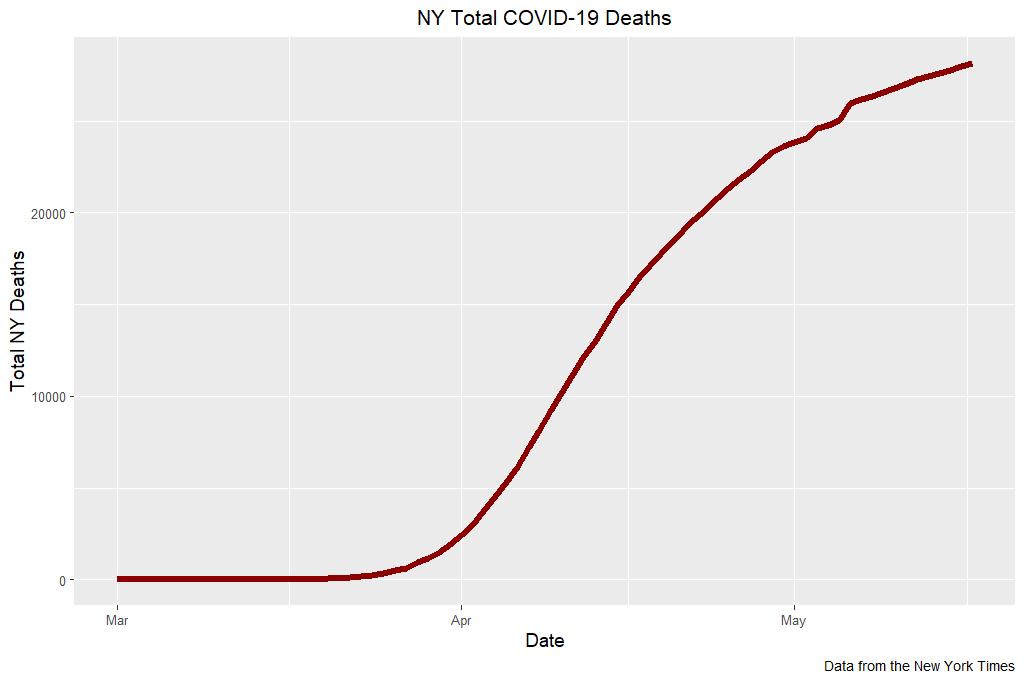 NY Total COVID-19 Deaths
Total NY Deaths
20000
10000
0
Mar
Apr
May
Date
Data from the New York Times